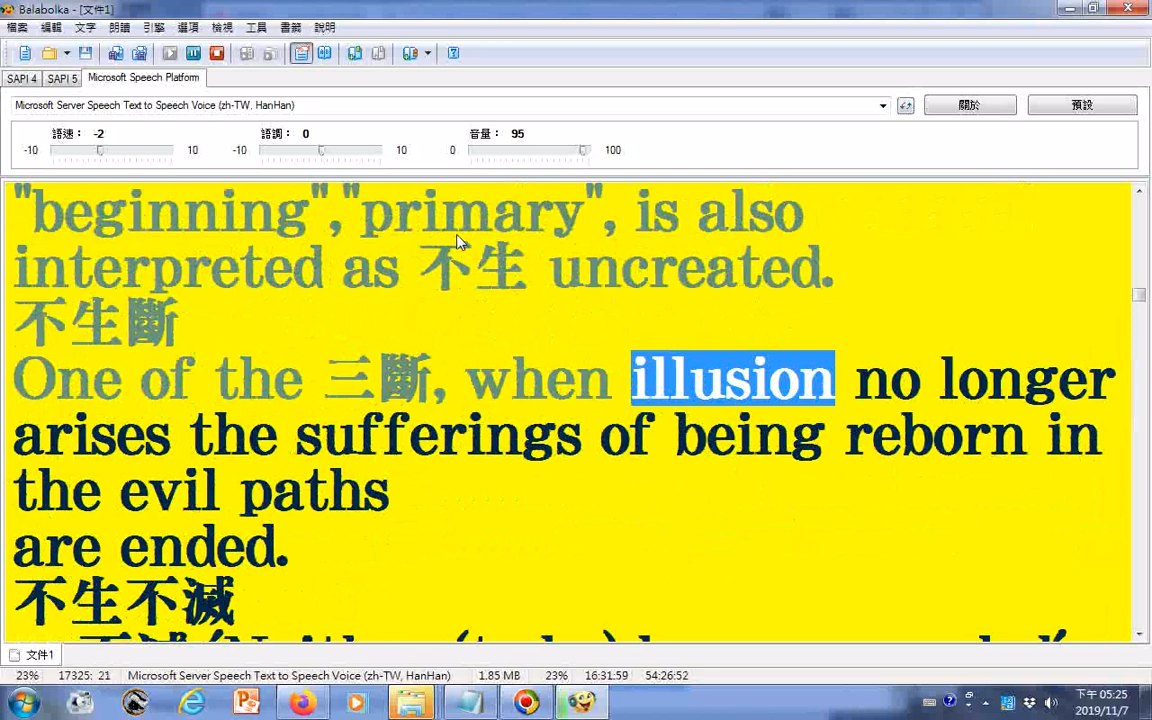 Balabolka - [文件1]
檔案 編輯 文字 朗讀 引擎 選項 檢視 工具 書籤 說明
SAPI 4 SAPI 5 Microsoft Speech Platform
Microsoft Server Speech Text to Speech Voice (zh-TW, HanHan) 關於 預設
語速： -2 語調： 0 音量： 95
-10 10 -10 10 0 100
"beginning","primary", is also
interpreted as 不生 uncreated.
不生斷
One of the 三斷, when illusion no longer
arises the sufferings of being reborn in
the evil paths
are ended.
不生不滅
文件1
23% 17325: 21 Microsoft Server Speech Text to Speech Voice (zh-TW, HanHan) 1.85 MB 23% 16:31:59 54:26:52
下午 05:25
2019/11/7